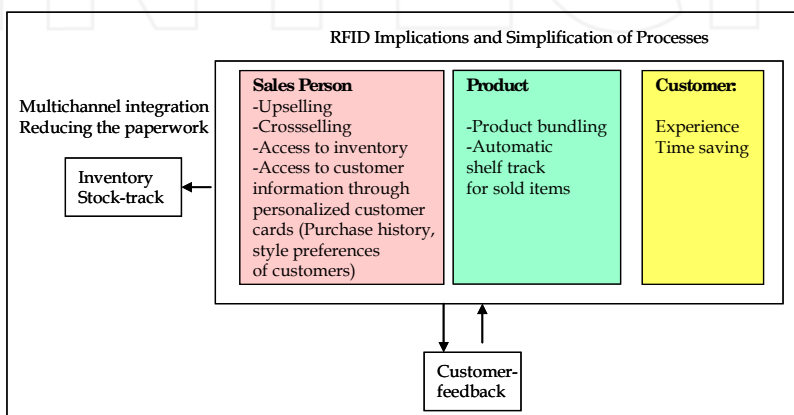 RFID Implications and Simplification of Processes
Multichannel integration
Reducing the paperwork
Inventory
Stock-track
Sales Person
-Upselling
-Crossselling
-Access to inventory
-Access to customer
information through
personalized customer
cards (Purchase history,
style preferences
of customers)
Product
-Product bundling
-Automatic
shelf track
for sold items
Customer:
Experience
Time saving
Customer-
feedback